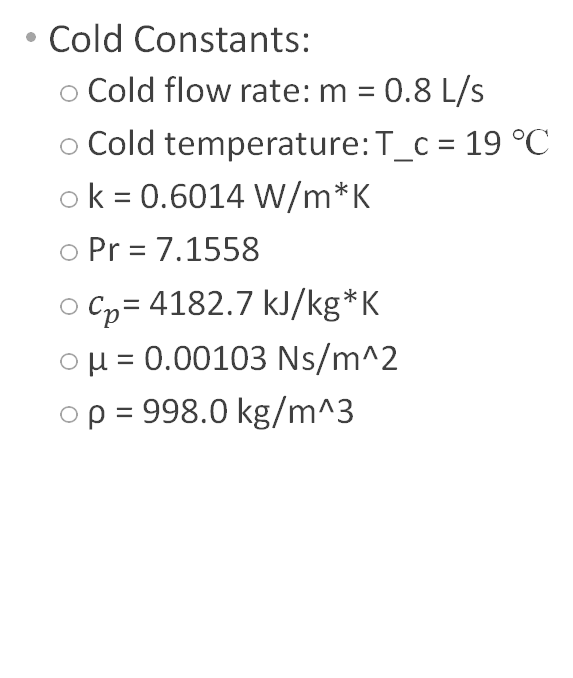 • Cold Constants:
○ Cold flow rate: m = 0.8 L/s
○ Cold temperature: T_c = 19 °C
○ k = 0.6014 W/m*K
○ Pr = 7.1558
○ cₚ= 4182.7 kJ/kg*K
○ μ = 0.00103 Ns/m^2
○ ρ = 998.0 kg/m^3